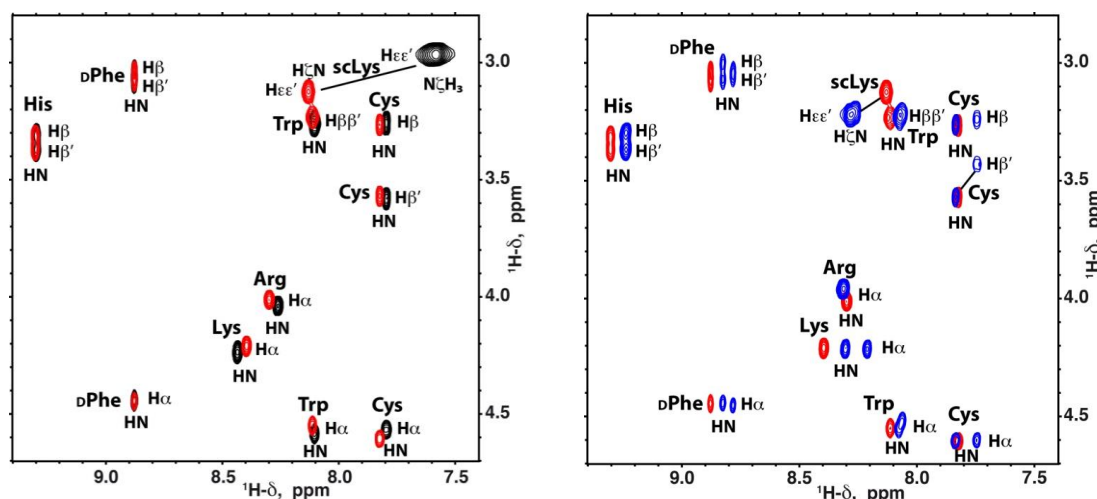 His
Hβ
Hβ′
HN
DPhe
Hβ
Hβ′
HN
Hεε′
scLys
HζN
NζH3
Hεε′
Trp
Hββ′
HN
Cys
Hβ
HN
Cys
Hβ′
HN
Arg
Hα
HN
Lys
Hα
HN
DPhe
Hα
HN
Trp
Hα
HN
Cys
Hα
HN
3.0
3.5
4.0
4.5
¹H-δ, ppm
9.0 8.5 8.0 7.5
¹H-δ, ppm
His
Hβ
Hβ′
HN
DPhe
Hβ
Hβ′
HN
scLys
Hεε′
HζN
Hββ′
Trp
HN
Cys
Hβ
HN
Hβ′
Cys
HN
Arg
Hα
HN
Lys
Hα
HN
DPhe
Hα
HN
Trp
Hα
HN
Cys
Hα
HN
3.0
3.5
4.0
4.5
¹H-δ, ppm
9.0 8.5 8.0 7.5
¹H-δ, ppm